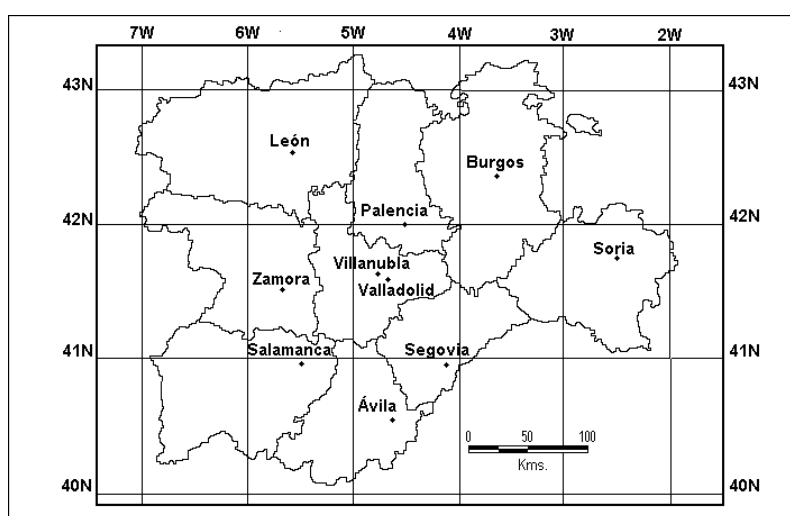 7W 6W 5W 4W 3W 2W
43N 43N
León
Burgos
Palencia
42N 42N
Soria
Villanubla
Zamora
Valladolid
Salamanca
Segovia
41N 41N
Ávila
0 50 100
Kms.
40N 40N